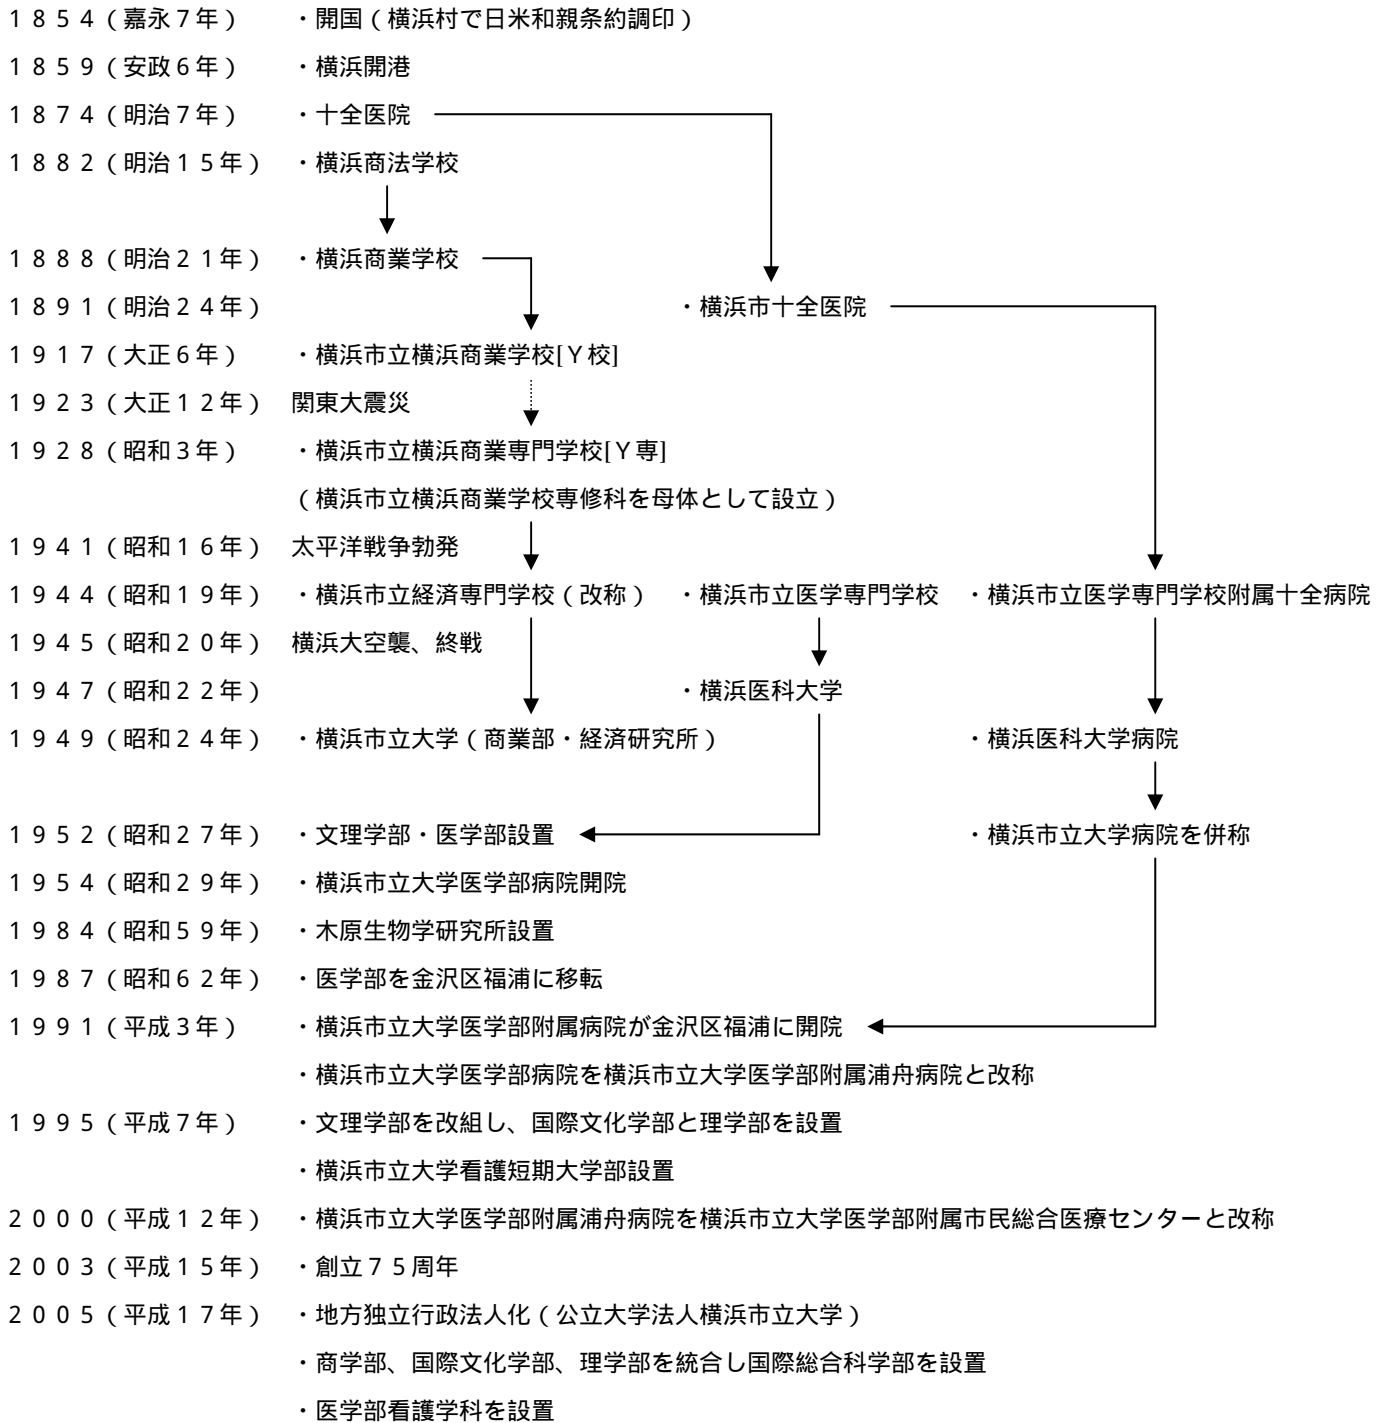 １８５４（嘉永７年）　・開国（横浜村で日米和親条約調印）
１８５９（安政６年）　・横浜開港
１８７４（明治７年）　・十全医院
１８８２（明治１５年）　・横浜商法学校
１８８８（明治２１年）　・横浜商業学校
１８９１（明治２４年）　・横浜市十全医院
１９１７（大正６年）　・横浜市立横浜商業学校[Ｙ校]
１９２３（大正１２年）　関東大震災
１９２８（昭和３年）　・横浜市立横浜商業専門学校[Ｙ専]
（横浜市立横浜商業学校専修科を母体として設立）
１９４１（昭和１６年）　太平洋戦争勃発
１９４４（昭和１９年）　・横浜市立経済専門学校（改称）　・横浜市立医学専門学校　・横浜市立医学専門学校附属十全病院
１９４５（昭和２０年）　横浜大空襲、終戦
１９４７（昭和２２年）　・横浜医科大学
１９４９（昭和２４年）　・横浜市立大学（商業部・経済研究所）　・横浜医科大学病院
１９５２（昭和２７年）　・文理学部・医学部設置　・横浜市立大学病院を併称
１９５４（昭和２９年）　・横浜市立大学医学部病院開院
１９８４（昭和５９年）　・木原生物学研究所設置
１９８７（昭和６２年）　・医学部を金沢区福浦に移転
１９９１（平成３年）　・横浜市立大学医学部附属病院が金沢区福浦に開院
・横浜市立大学医学部病院を横浜市立大学医学部附属浦舟病院と改称
１９９５（平成７年）　・文理学部を改組し、国際文化学部と理学部を設置
・横浜市立大学看護短期大学部設置
２０００（平成１２年）　・横浜市立大学医学部附属浦舟病院を横浜市立大学医学部附属市民総合医療センターと改称
２００３（平成１５年）　・創立７５周年
２００５（平成１７年）　・地方独立行政法人化（公立大学法人横浜市立大学）
・商学部、国際文化学部、理学部を統合し国際総合科学部を設置
・医学部看護学科を設置